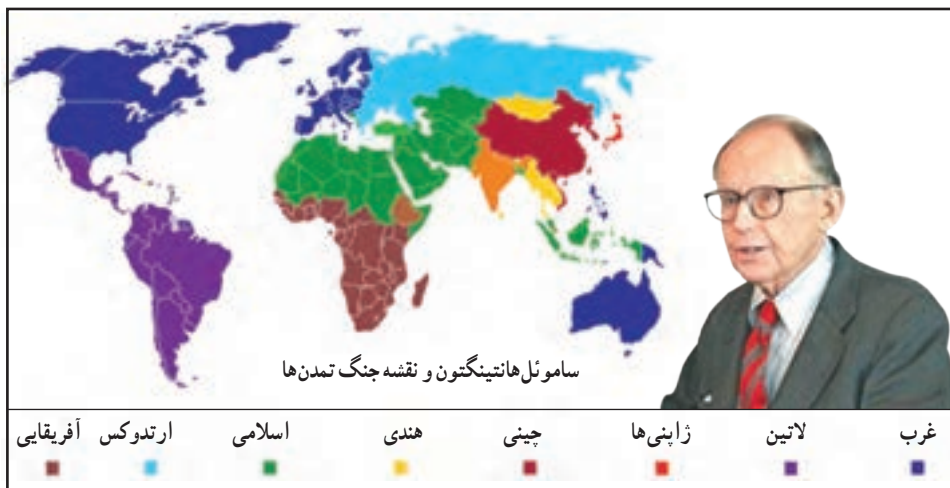 ساموئل‌هانتینگتون و نقشه جنگ تمدن‌ها
غرب لاتین ژاپنی‌ها چینی هندی اسلامی ارتدوکس آفریقایی